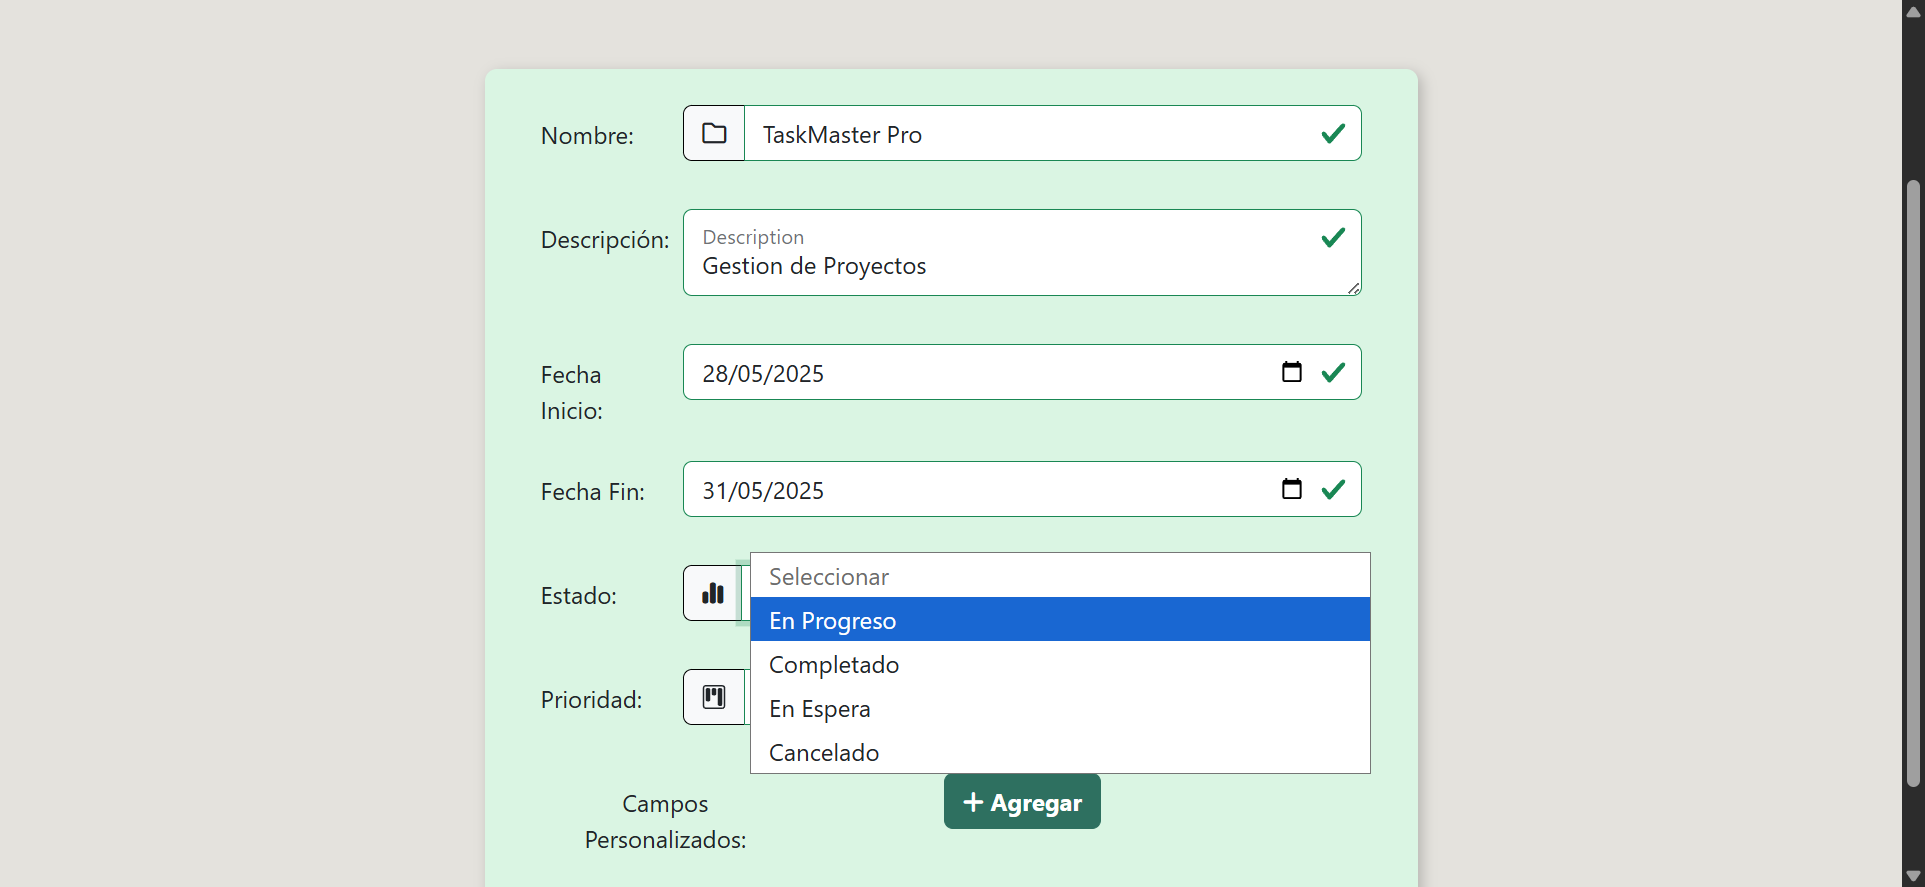 Nombre:
TaskMaster Pro
Descripción:
Description
Gestion de Proyectos
Fecha
Inicio:
28/05/2025
Fecha Fin:
31/05/2025
Estado:
Seleccionar
En Progreso
Completado
En Espera
Cancelado
Prioridad:
Campos
Personalizados:
+ Agregar